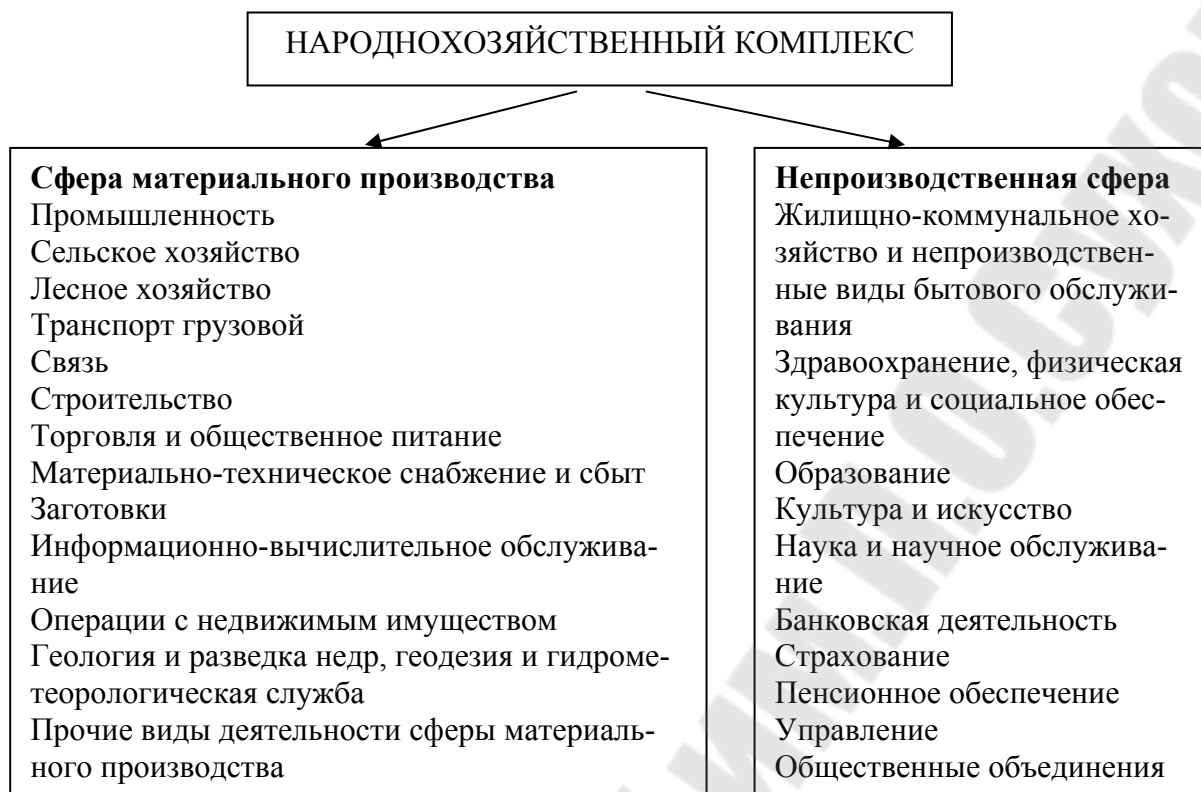 НАРОДНОХОЗЯЙСТВЕННЫЙ КОМПЛЕКС
Сфера материального производства
Промышленность
Сельское хозяйство
Лесное хозяйство
Транспорт грузовой
Связь
Строительство
Торговля и общественное питание
Материально-техническое снабжение и сбыт
Заготовки
Информационно-вычислительное обслужива-
ние
Операции с недвижимым имуществом
Геология и разведка недр, геодезия и гидроме-
теорологическая служба
Прочие виды деятельности сферы материаль-
ного производства
Непроизводственная сфера
Жилищно-коммунальное хо-
зяйство и непроизводствен-
ные виды бытового обслужи-
вания
Здравоохранение, физическая
культура и социальное обес-
печение
Образование
Культура и искусство
Наука и научное обслужива-
ние
Банковская деятельность
Страхование
Пенсионное обеспечение
Управление
Общественные объединения